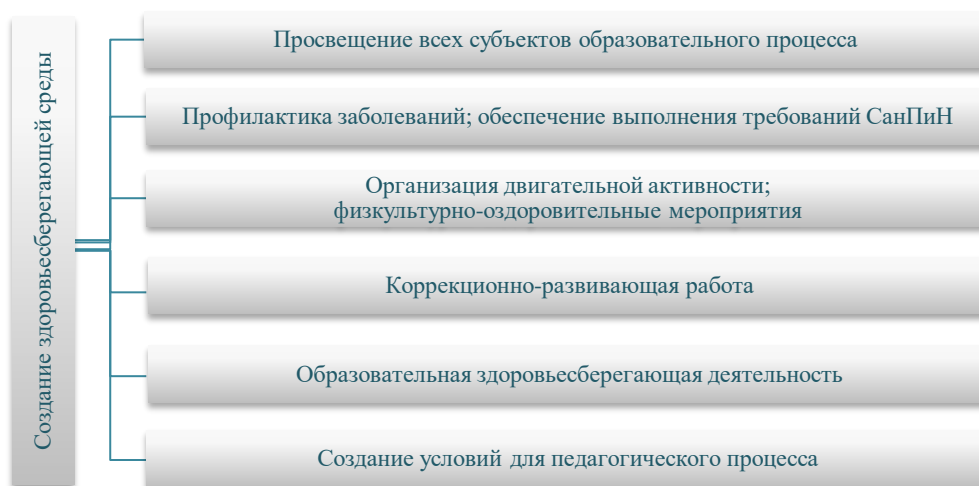 Создание здоровьесберегающей среды
Просвещение всех субъектов образовательного процесса
Профилактика заболеваний; обеспечение выполнения требований СанПиН
Организация двигательной активности;
физкультурно-оздоровительные мероприятия
Коррекционно-развивающая работа
Образовательная здоровьесберегающая деятельность
Создание условий для педагогического процесса